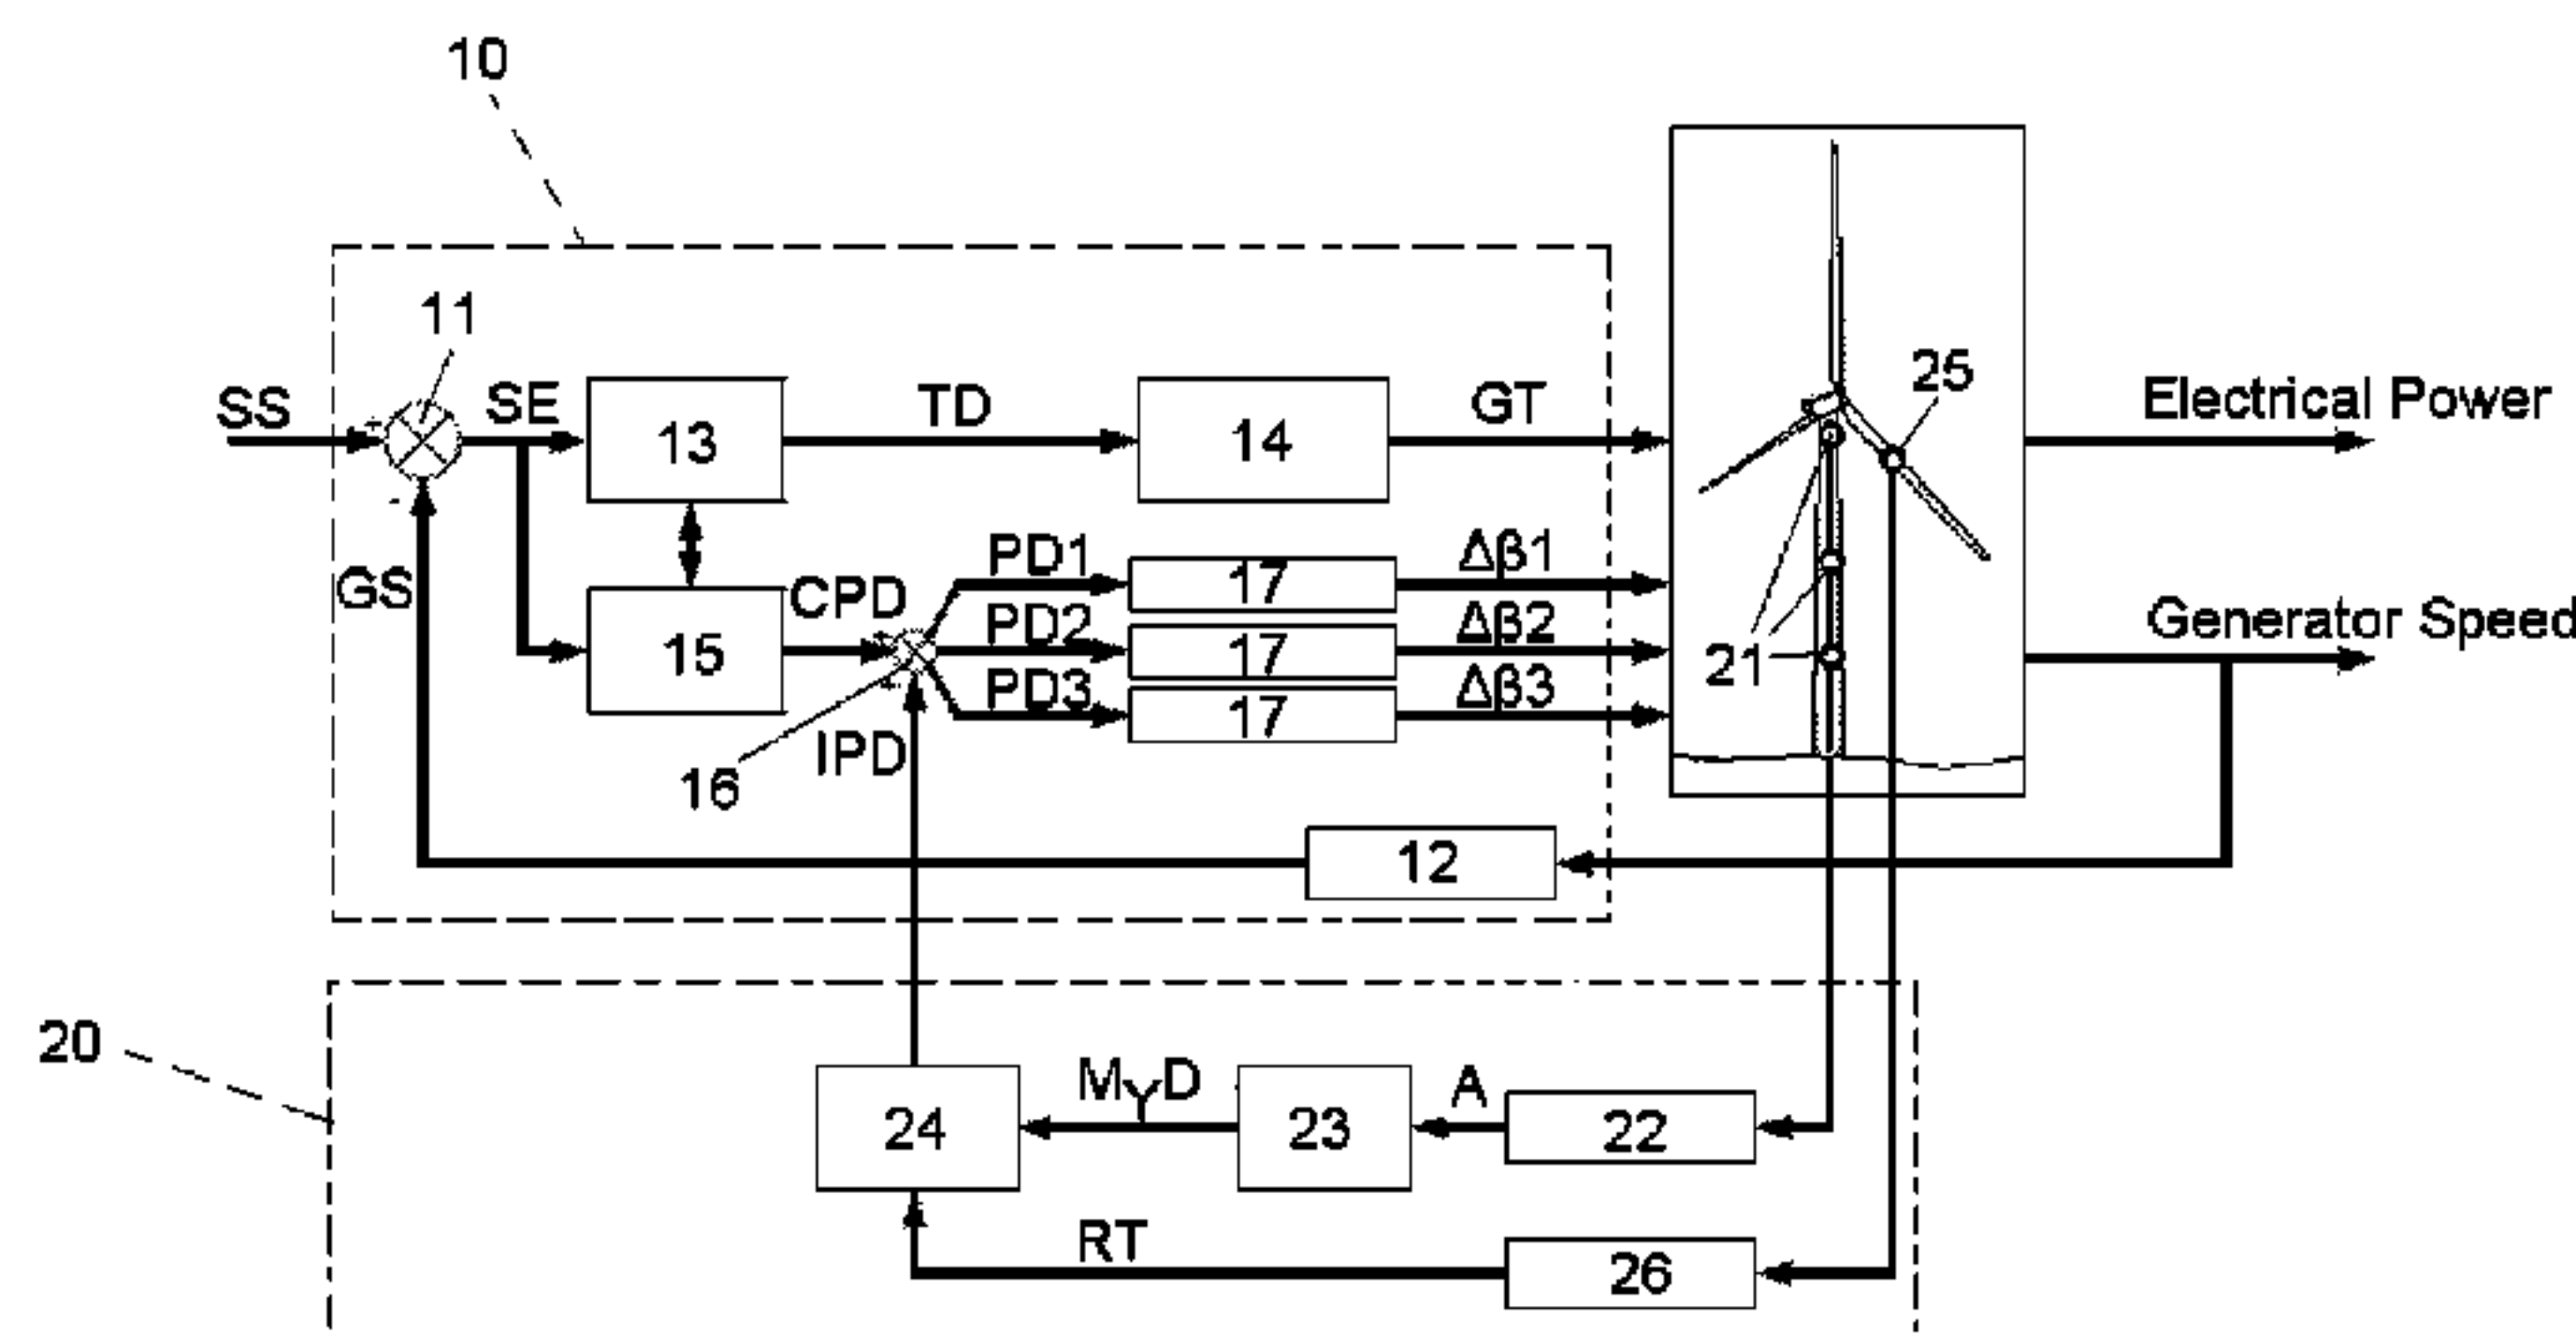 10
11
SS
SE
13
TD
14
GT
25
Electrical Power
GS
15
CPD
PD1
17
Δβ1
PD2
17
Δβ2
PD3
17
Δβ3
21
Generator Speed
16
IPD
12
20
24
MYD
23
A
22
RT
26